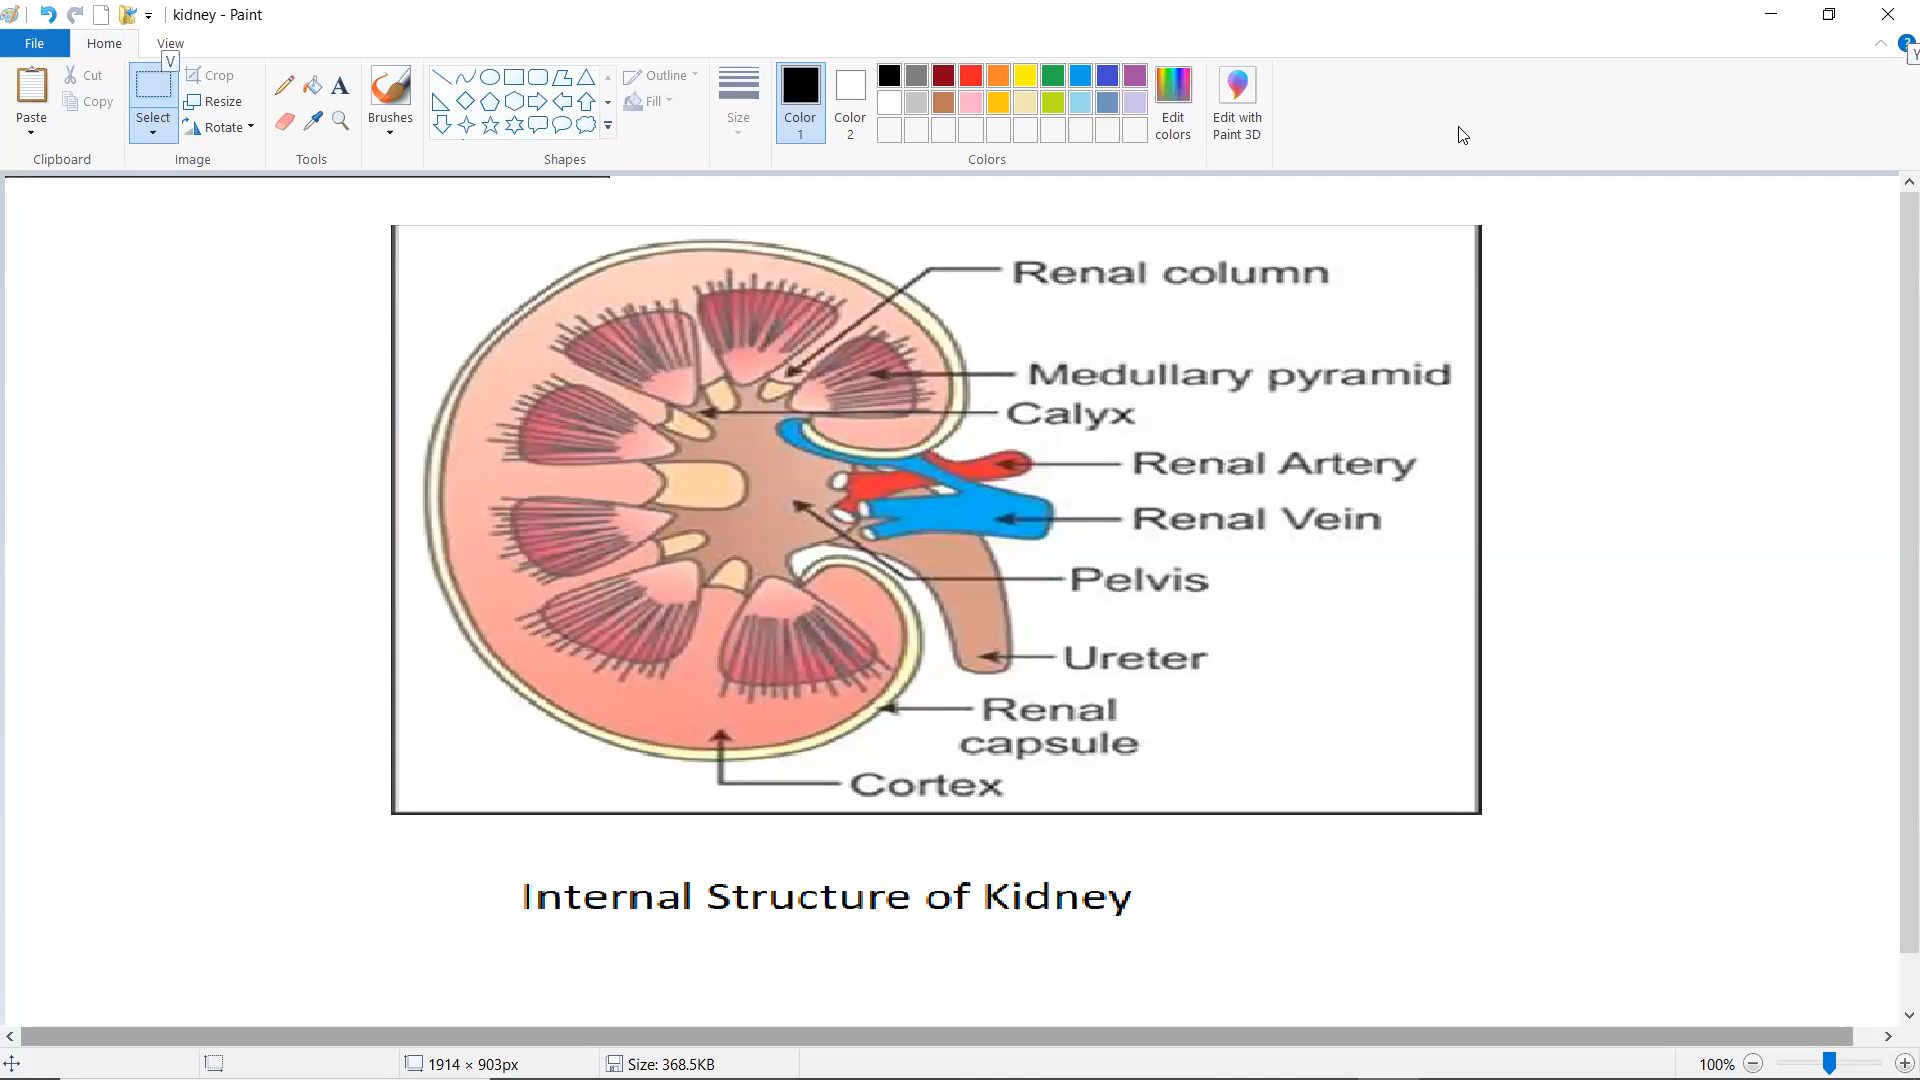 kidney - Paint
File
Home
View
V
Y
Paste
Cut
Copy
Clipboard
Select
Crop
Resize
Rotate
Image
A
Tools
Brushes
Outline
Fill
Shapes
Size
Color 1
Color 2
Colors
Edit colors
Edit with Paint 3D
Renal column
Medullary pyramid
Calyx
Renal Artery
Renal Vein
Pelvis
Ureter
Renal
capsule
Cortex
Internal Structure of Kidney
1914 × 903px
Size: 368.5KB
100%